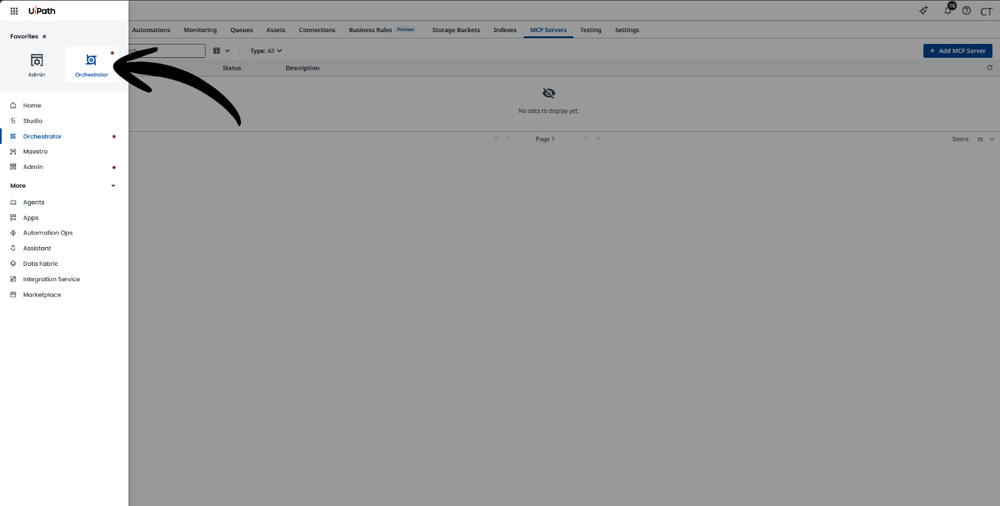 UiPath
16
CT
Favorites
Admin
Orchestrator
Automations Monitoring Queues Assets Connections Business Rules Preview Storage Buckets Indexes MCP Servers Testing Settings
Type: All
+ Add MCP Server
Status Description
No data to display yet.
Page 1
Items 25
Home
Studio
Orchestrator
Maestro
Admin
More
Agents
Apps
Automation Ops
Assistant
Data Fabric
Integration Service
Marketplace